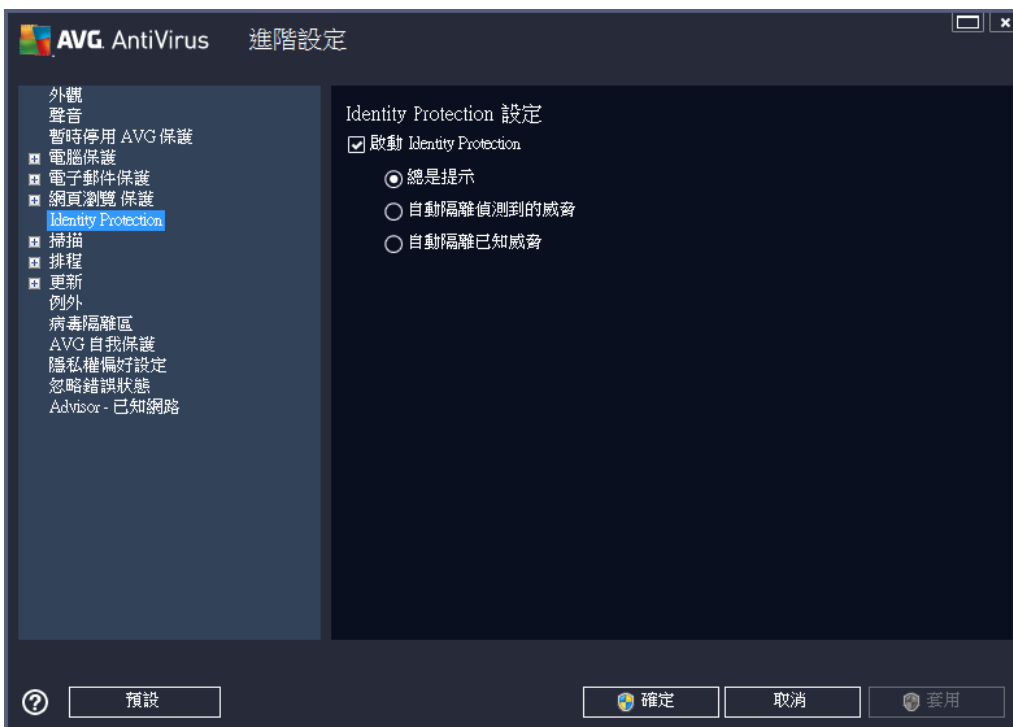 AVG. AntiVirus 進階設定
外觀
聲音
暫時停用 AVG 保護
電腦保護
電子郵件保護
網頁瀏覽 保護
Identity Protection
掃描
排程
更新
例外
病毒隔離區
AVG 自我保護
隱私權偏好設定
忽略錯誤狀態
Advisor - 已知網路
Identity Protection 設定
啟動 Identity Protection
總是提示
自動隔離偵測到的威脅
自動隔離已知威脅
預設
確定
取消
套用